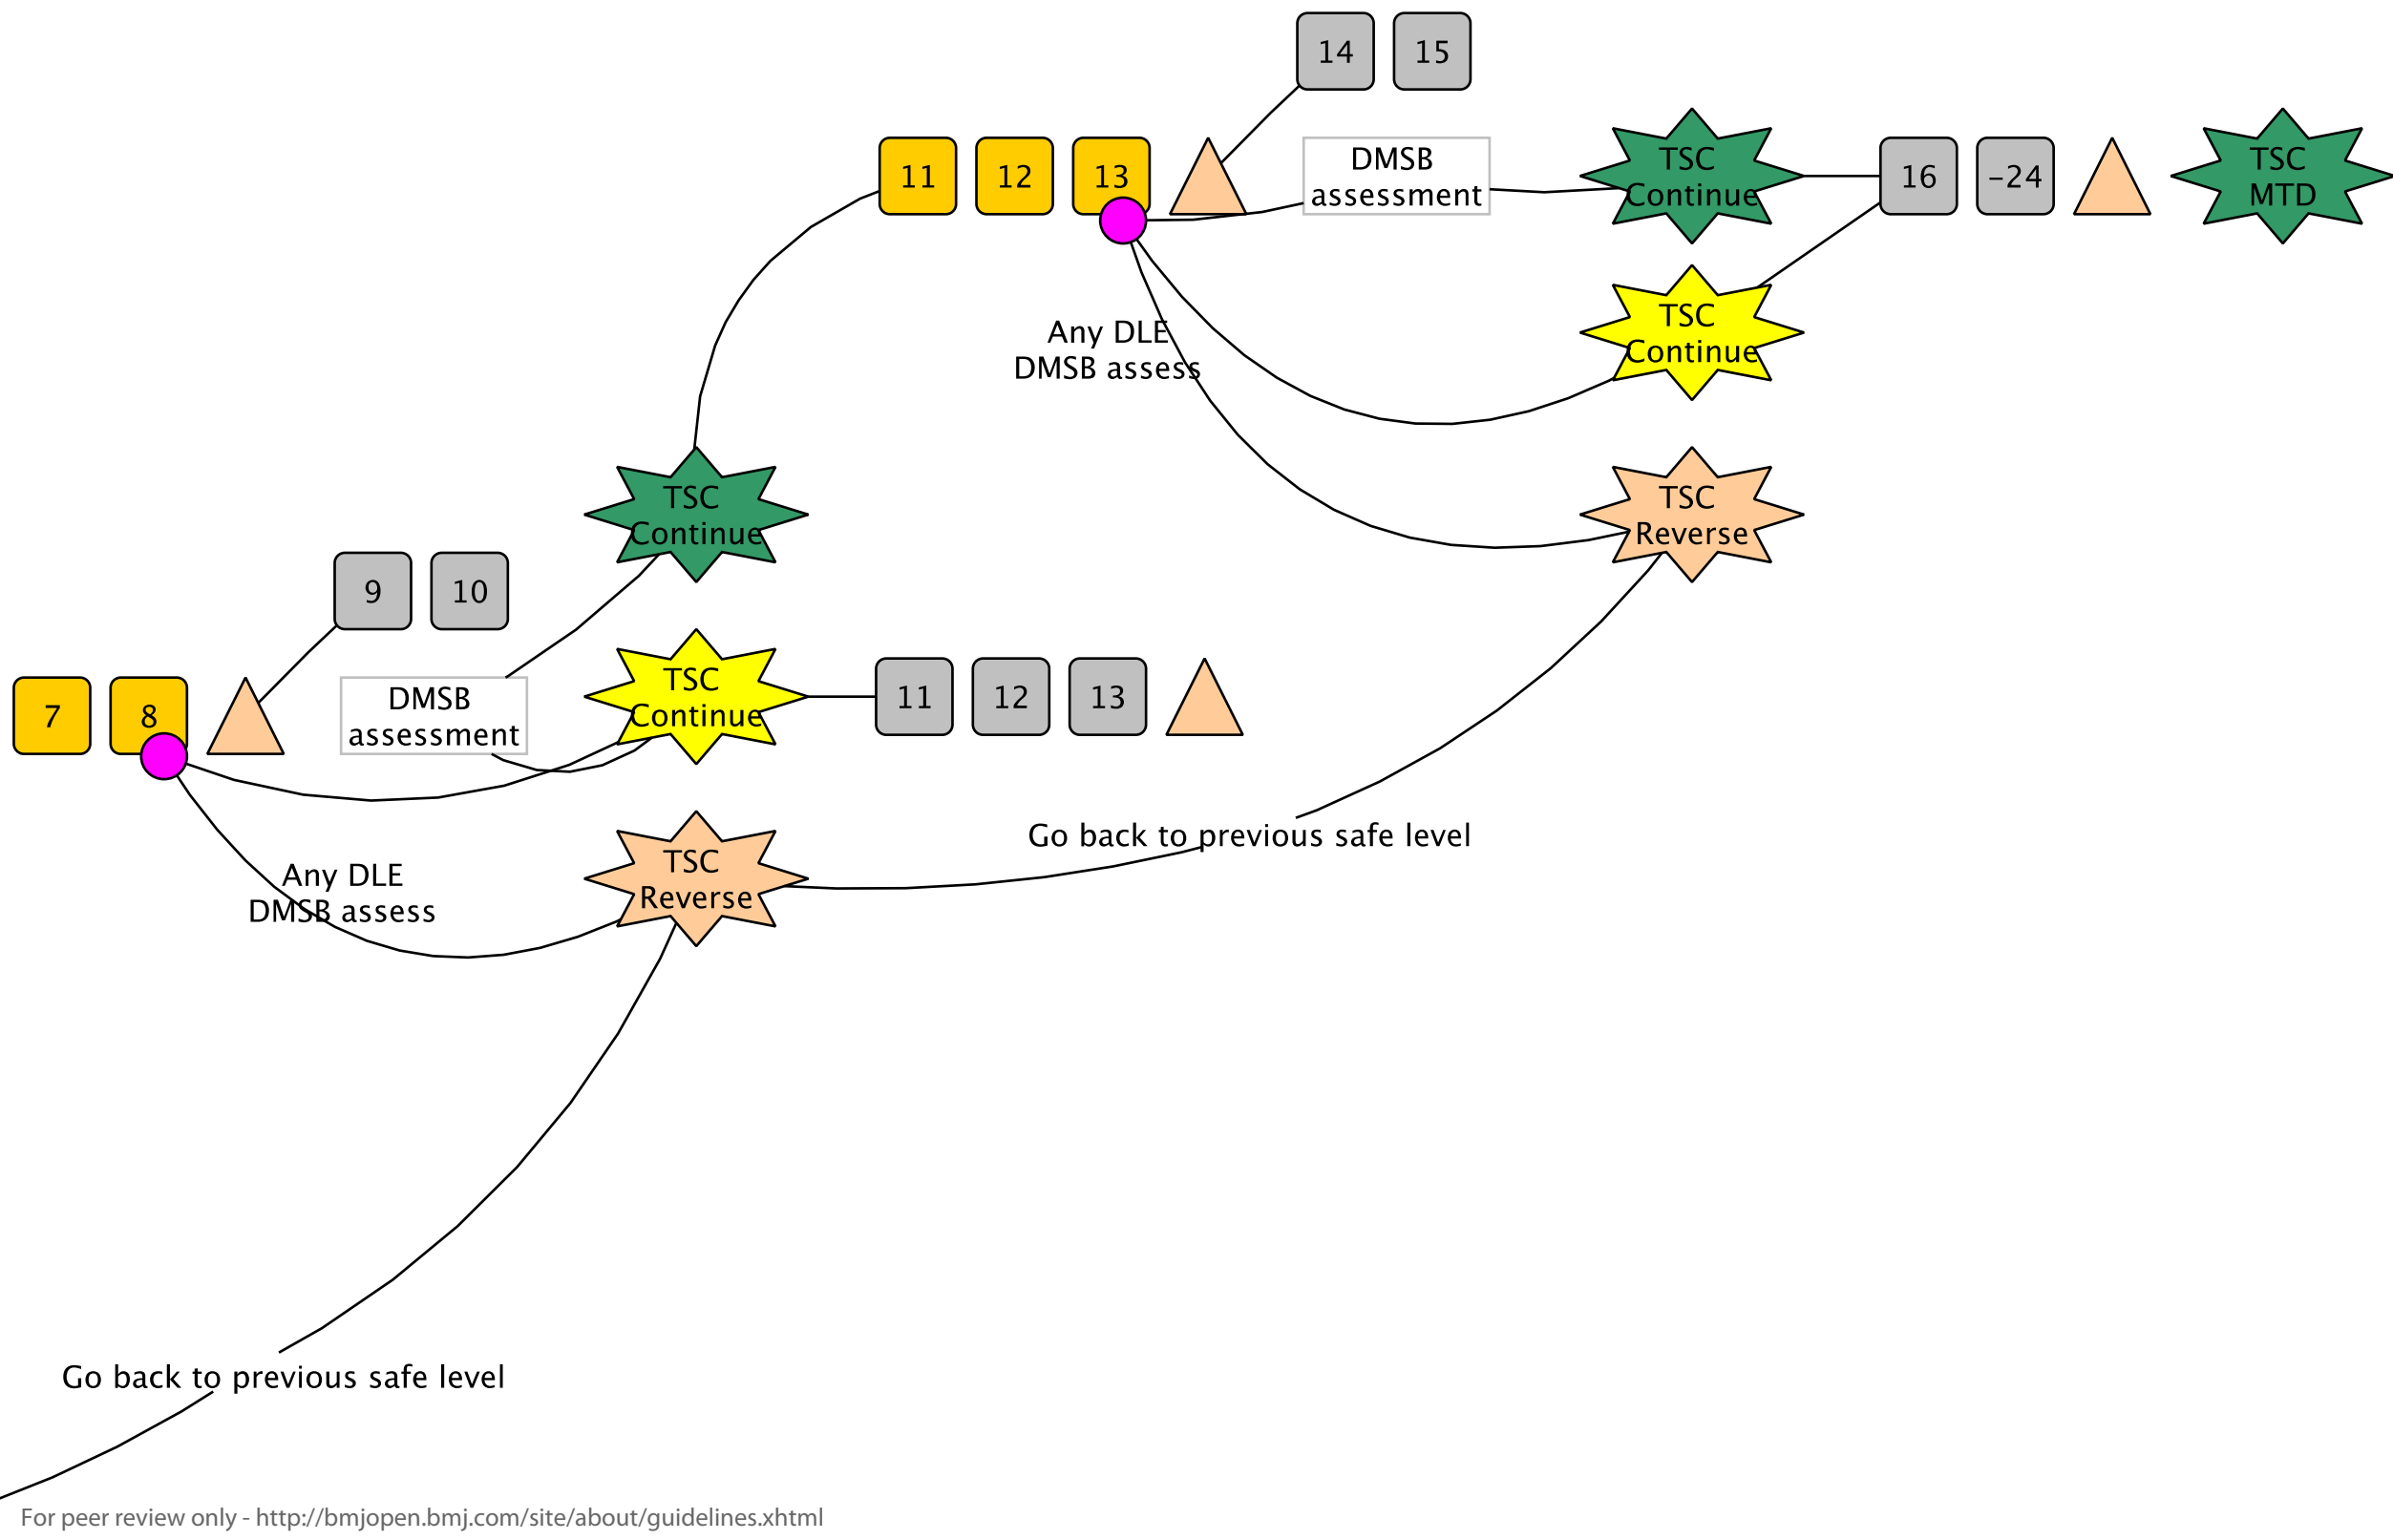 14 15
11 12 13
DMSB
assessment
TSC
Continue
16 -24
TSC
MTD
TSC
Continue
Any DLE
DMSB assess
TSC
Continue
TSC
Reverse
9 10
7 8
DMSB
assessment
TSC
Continue
11 12 13
Go back to previous safe level
TSC
Reverse
Any DLE
DMSB assess
Go back to previous safe level
For peer review only - http://bmjopen.bmj.com/site/about/guidelines.xhtml